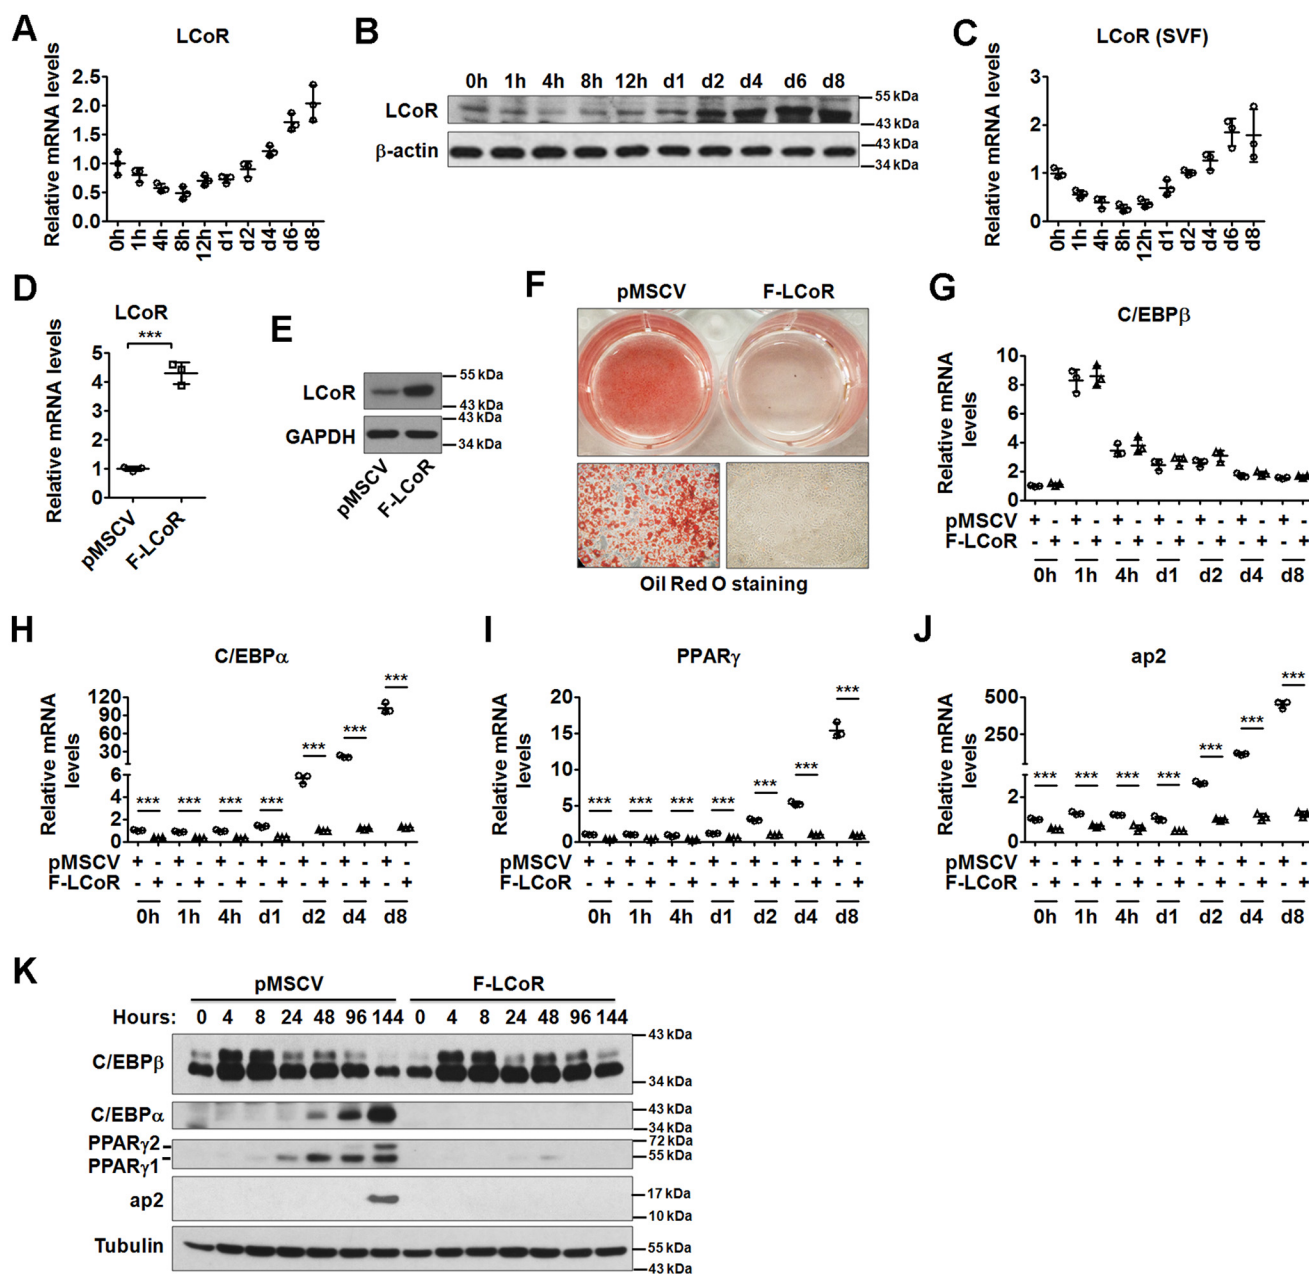 A
LCoR
Relative mRNA levels
2.5
2.0
1.5
1.0
0.5
0.0
0h 1h 4h 8h 12h d1 d2 d4 d6 d8
B
0h 1h 4h 8h 12h d1 d2 d4 d6 d8
LCoR
55 kDa
43 kDa
β-actin
43 kDa
34 kDa
C
LCoR (SVF)
Relative mRNA levels
3
2
1
0
0h 1h 4h 8h 12h d1 d2 d4 d6 d8
D
LCoR
***
Relative mRNA levels
5
4
3
2
1
0
pMSCV F-LCoR
E
LCoR
55 kDa
43 kDa
GAPDH
43 kDa
34 kDa
pMSCV F-LCoR
F
pMSCV F-LCoR
Oil Red O staining
G
C/EBPβ
Relative mRNA
levels
10
8
6
4
2
0
pMSCV + - + - + - + - + - + - + -
F-LCoR - + - + - + - + - + - + - +
0h 1h 4h d1 d2 d4 d8
H
C/EBPα
Relative mRNA
levels
120
90
60
30
6
4
2
0
*** *** *** *** *** *** ***
pMSCV + - + - + - + - + - + - + -
F-LCoR - + - + - + - + - + - + - +
0h 1h 4h d1 d2 d4 d8
I
PPARγ
Relative mRNA
levels
20
15
10
5
0
*** *** *** *** *** *** ***
pMSCV + - + - + - + - + - + - + -
F-LCoR - + - + - + - + - + - + - +
0h 1h 4h d1 d2 d4 d8
J
ap2
Relative mRNA
levels
500
250
2
0
*** *** *** *** *** *** ***
pMSCV + - + - + - + - + - + - + -
F-LCoR - + - + - + - + - + - + - +
0h 1h 4h d1 d2 d4 d8
K
pMSCV F-LCoR
Hours: 0 4 8 24 48 96 144 0 4 8 24 48 96 144
C/EBPβ
43 kDa
34 kDa
C/EBPα
43 kDa
34 kDa
PPARγ2
72 kDa
PPARγ1
55 kDa
ap2
17 kDa
10 kDa
Tubulin
55 kDa
43 kDa